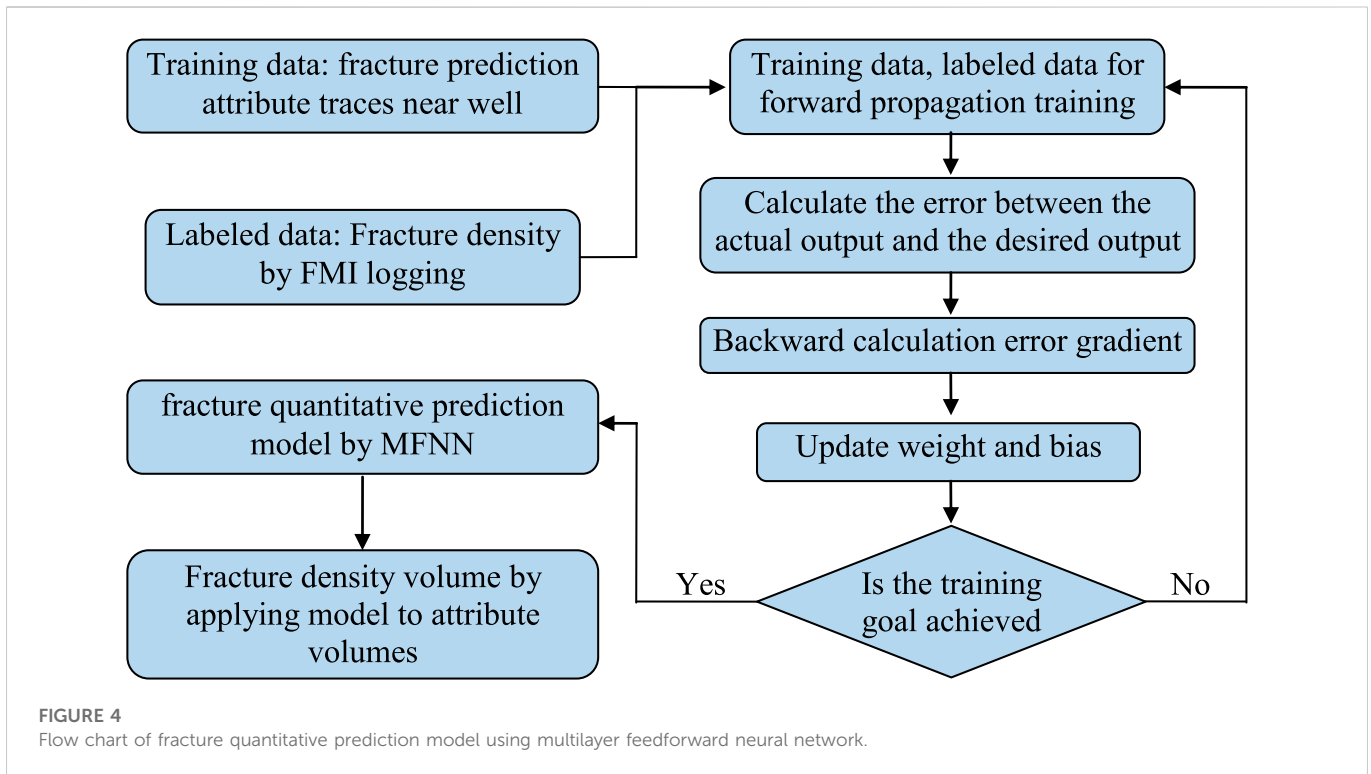 Training data: fracture prediction
attribute traces near well
Labeled data: Fracture density
by FMI logging
Training data, labeled data for
forward propagation training
Calculate the error between the
actual output and the desired output
Backward calculation error gradient
Update weight and bias
Is the training
goal achieved
Yes
No
fracture quantitative prediction
model by MFNN
Fracture density volume by
applying model to attribute
volumes
FIGURE 4
Flow chart of fracture quantitative prediction model using multilayer feedforward neural network.